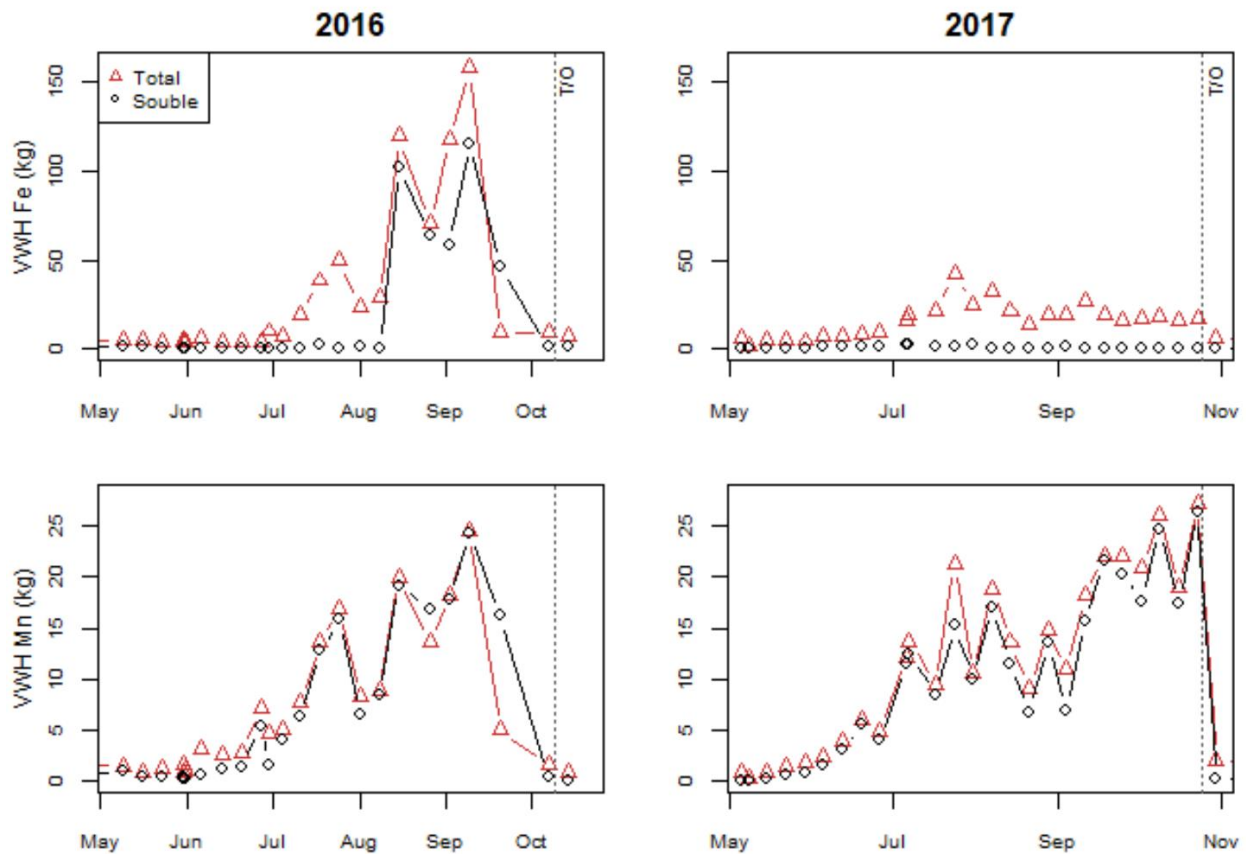 2016
2017
VWH Fe (kg)
0
50
100
150
Total
Souble
T/O
May
Jun
Jul
Aug
Sep
Oct
0
50
100
150
T/O
May
Jul
Sep
Nov
VWH Mn (kg)
0
5
10
15
20
25
May
Jun
Jul
Aug
Sep
Oct
0
5
10
15
20
25
May
Jul
Sep
Nov